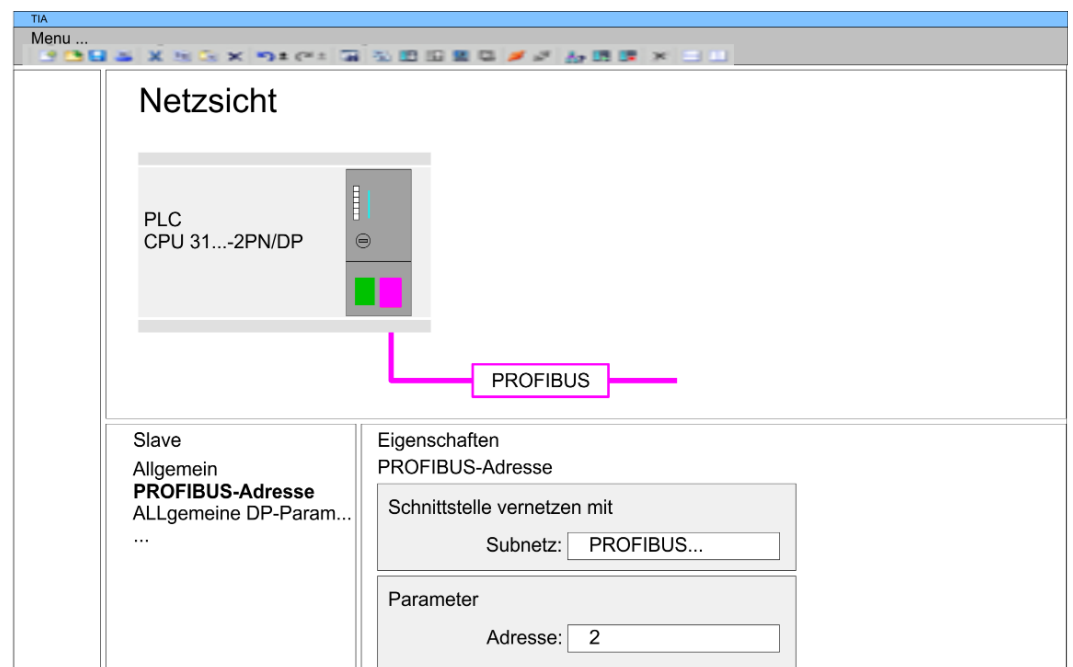 TIA
Menu ...
Netzsicht
PLC
CPU 31...-2PN/DP
PROFIBUS
Slave
Allgemein
PROFIBUS-Adresse
ALLgemeine DP-Param...
...
Eigenschaften
PROFIBUS-Adresse
Schnittstelle vernetzen mit
Subnetz: PROFIBUS...
Parameter
Adresse: 2